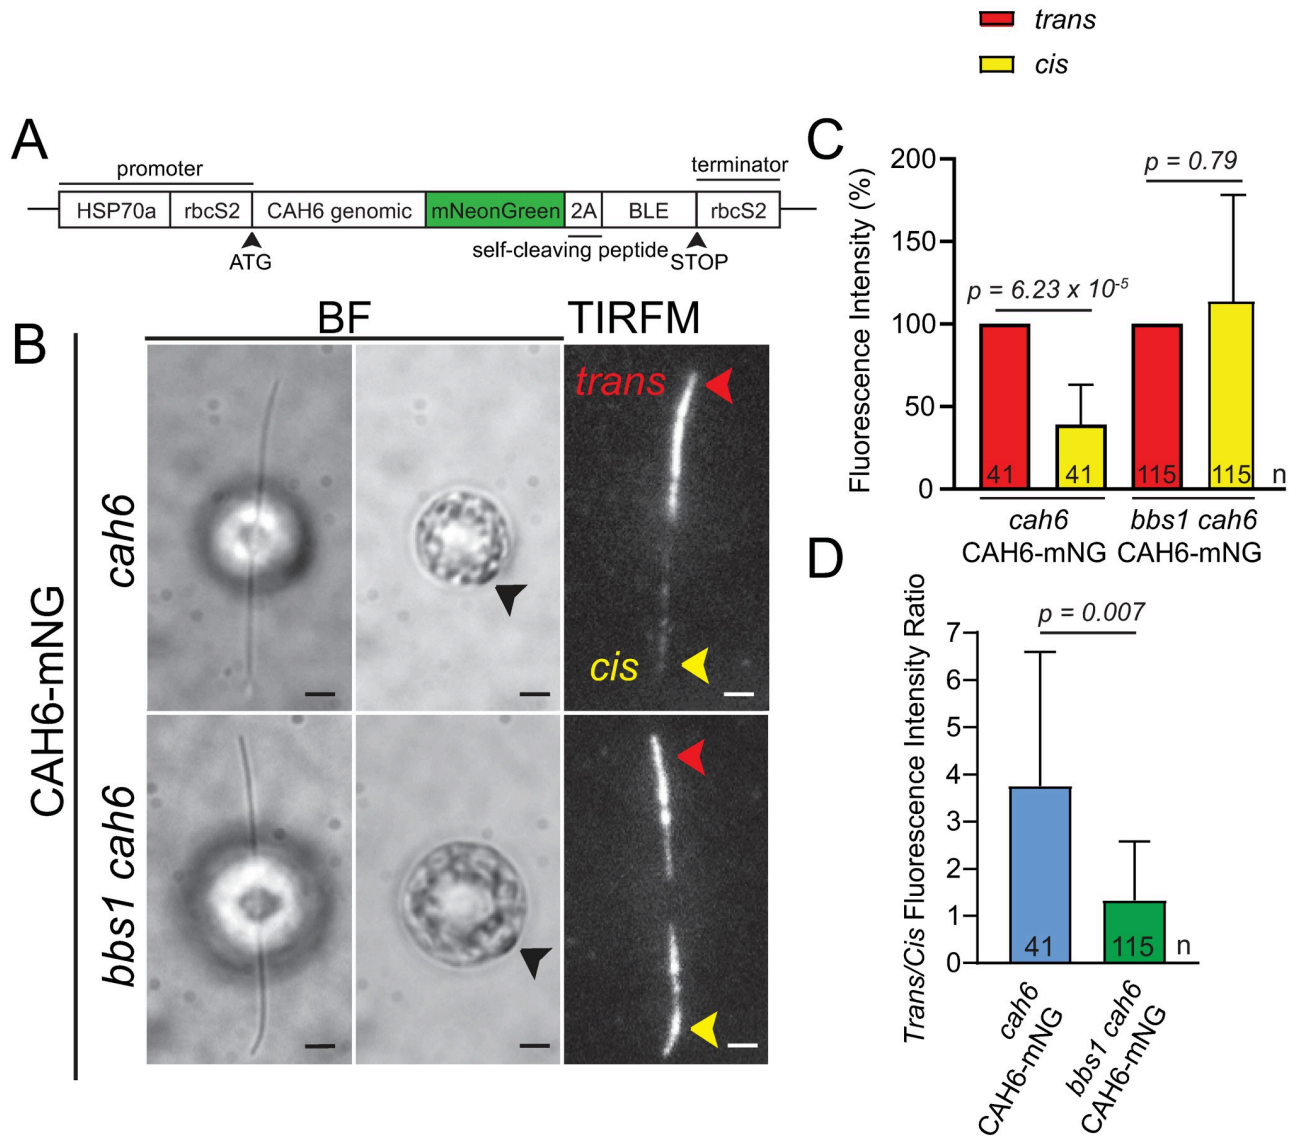 trans
cis
A
promoter
terminator
HSP70a rbcS2 CAH6 genomic mNeonGreen 2A BLE rbcS2
self-cleaving peptide
ATG
STOP
B
BF
TIRFM
CAH6-mNG
cah6
trans
cis
bbs1 cah6
C
Fluorescence Intensity (%)
200
150
100
50
0
p = 6.23 x 10-5
p = 0.79
41
41
115
115
n
cah6
CAH6-mNG
bbs1 cah6
CAH6-mNG
D
Trans/Cis Fluorescence Intensity Ratio
7
6
5
4
3
2
1
0
p = 0.007
41
115
n
cah6
CAH6-mNG
bbs1 cah6
CAH6-mNG